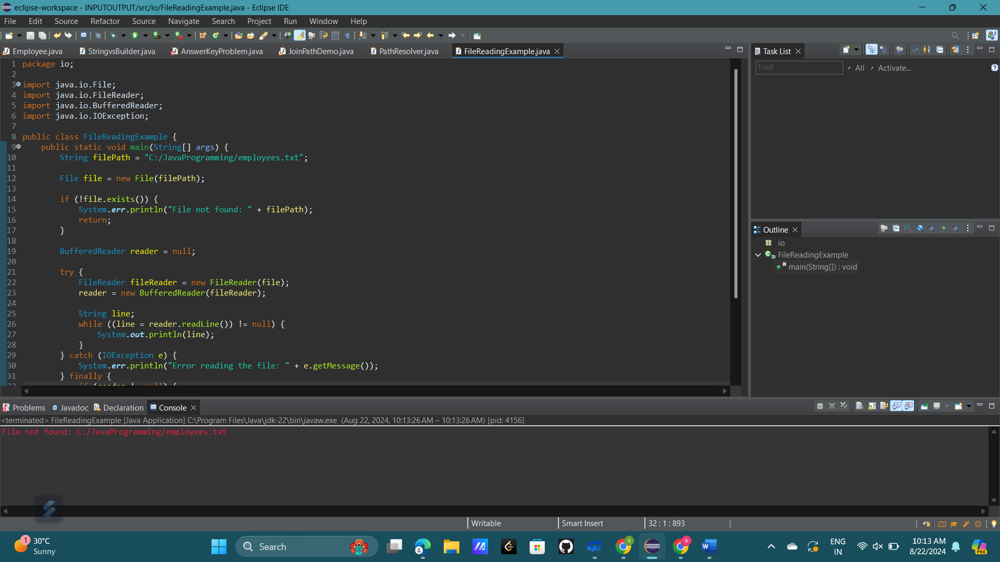 eclipse-workspace - INPUTOUTPUT/src/io/FileReadingExample.java - Eclipse IDE
File Edit Source Refactor Source Navigate Search Project Run Window Help
Employee.java StringvsBuilder.java AnswerKeyProblem.java JoinPathDemo.java PathResolver.java FileReadingExample.java
1 package io;
2
3 import java.io.File;
4 import java.io.FileReader;
5 import java.io.BufferedReader;
6 import java.io.IOException;
7
8 public class FileReadingExample {
9     public static void main(String[] args) {
10         String filePath = "C:/JavaProgramming/employees.txt";
11
12         File file = new File(filePath);
13
14         if (!file.exists()) {
15             System.err.println("File not found: " + filePath);
16             return;
17         }
18
19         BufferedReader reader = null;
20
21         try {
22             FileReader fileReader = new FileReader(file);
23             reader = new BufferedReader(fileReader);
24
25             String line;
26             while ((line = reader.readLine()) != null) {
27                 System.out.println(line);
28             }
29         } catch (IOException e) {
30             System.err.println("Error reading the file: " + e.getMessage());
31         } finally {
Task List
Find All Activate...
Outline
io
FileReadingExample
main(String[]) : void
Problems Javadoc Declaration Console
<terminated> FileReadingExample [Java Application] C:\Program Files\Java\jdk-22\bin\javaw.exe (Aug 22, 2024, 10:13:26 AM – 10:13:26 AM) [pid: 4156]
File not found: C:/JavaProgramming/employees.txt
Writable Smart Insert 32 : 1 : 893
1 30°C
Sunny
Search
ENG
IN
10:13 AM
8/22/2024
PRE